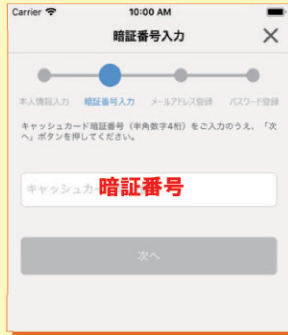 Carrier 10:00 AM
暗証番号入力
本人情報入力 暗証番号入力 メールアドレス登録 パスワード登録
キャッシュカード暗証番号（半角数字4桁）をご入力のうえ、「次
へ」ボタンを押してください。
キャッシュカード
暗証番号
次へ